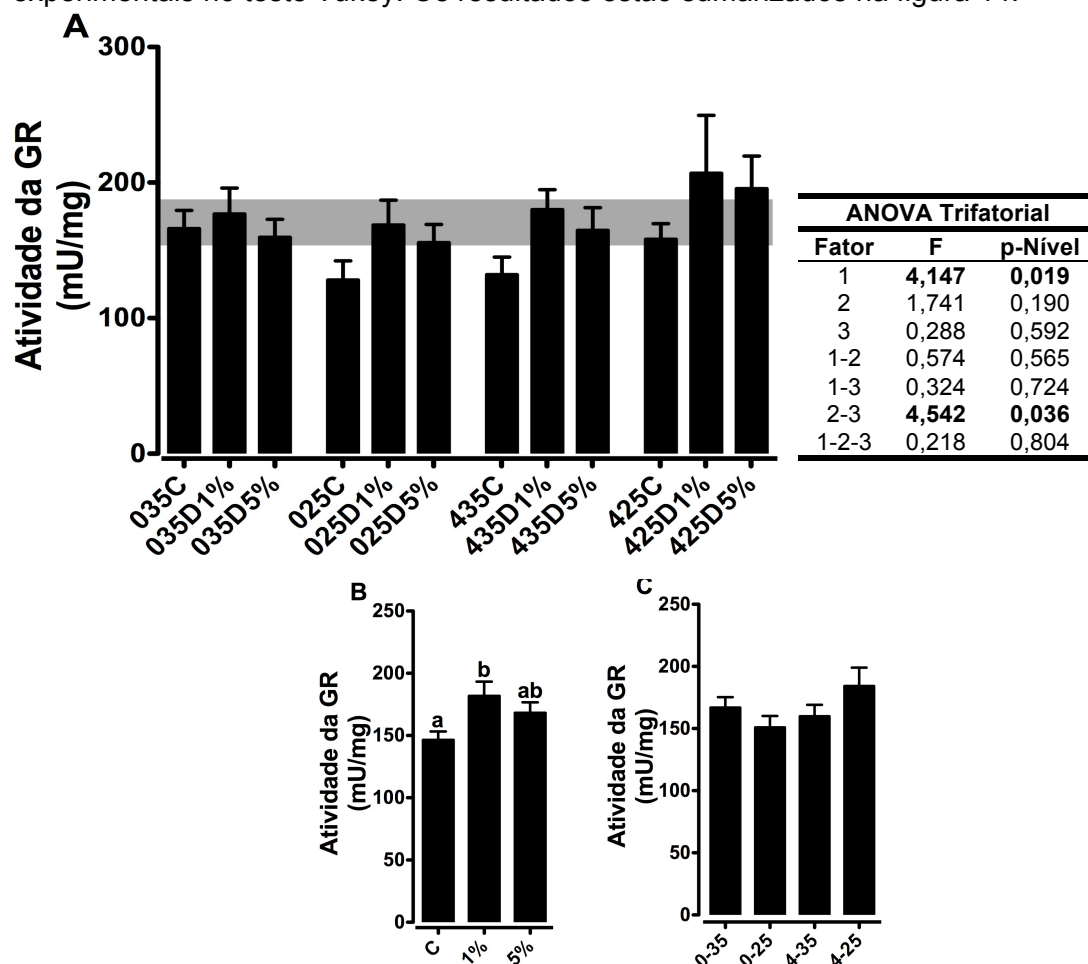 A
300
200
100
0
Atividade da GR
(mU/mg)
035C
035D1%
035D5%
025C
025D1%
025D5%
435C
435D1%
435D5%
425C
425D1%
425D5%
ANOVA Trifatorial
Fator F p-Nível
1 4,147 0,019
2 1,741 0,190
3 0,288 0,592
1-2 0,574 0,565
1-3 0,324 0,724
2-3 4,542 0,036
1-2-3 0,218 0,804
B
250
200
150
100
50
0
Atividade da GR
(mU/mg)
a
b
ab
C
1%
5%
C
250
200
150
100
50
0
Atividade da GR
(mU/mg)
0-35
0-25
4-35
4-25